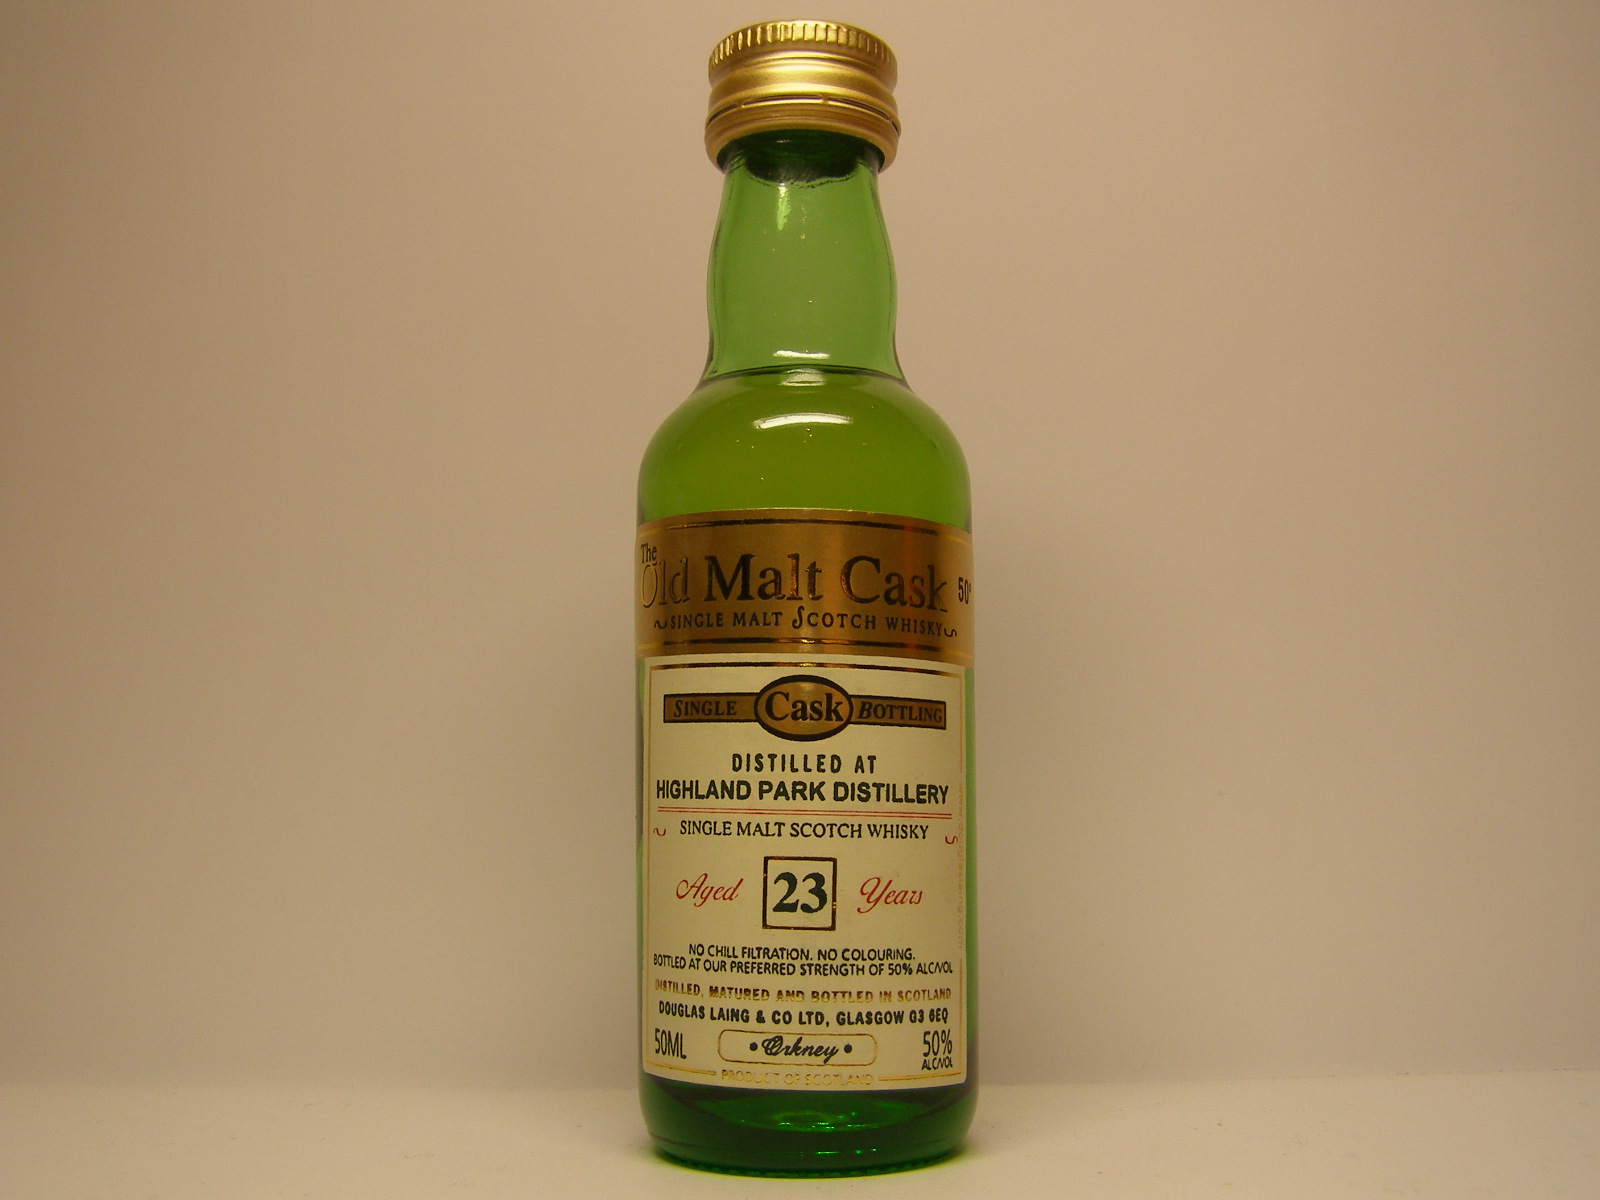 The
Old Malt Cask 50°
SINGLE MALT SCOTCH WHISKY
SINGLE Cask BOTTLING
DISTILLED AT
HIGHLAND PARK DISTILLERY
SINGLE MALT SCOTCH WHISKY
Aged 23 Years
NO CHILL FILTRATION. NO COLOURING.
BOTTLED AT OUR PREFERRED STRENGTH OF 50% ALC/VOL
DISTILLED, MATURED AND BOTTLED IN SCOTLAND
DOUGLAS LAING & CO LTD, GLASGOW G3 6EQ
50ML • Orkney • 50%
ALC/VOL
PRODUCT OF SCOTLAND